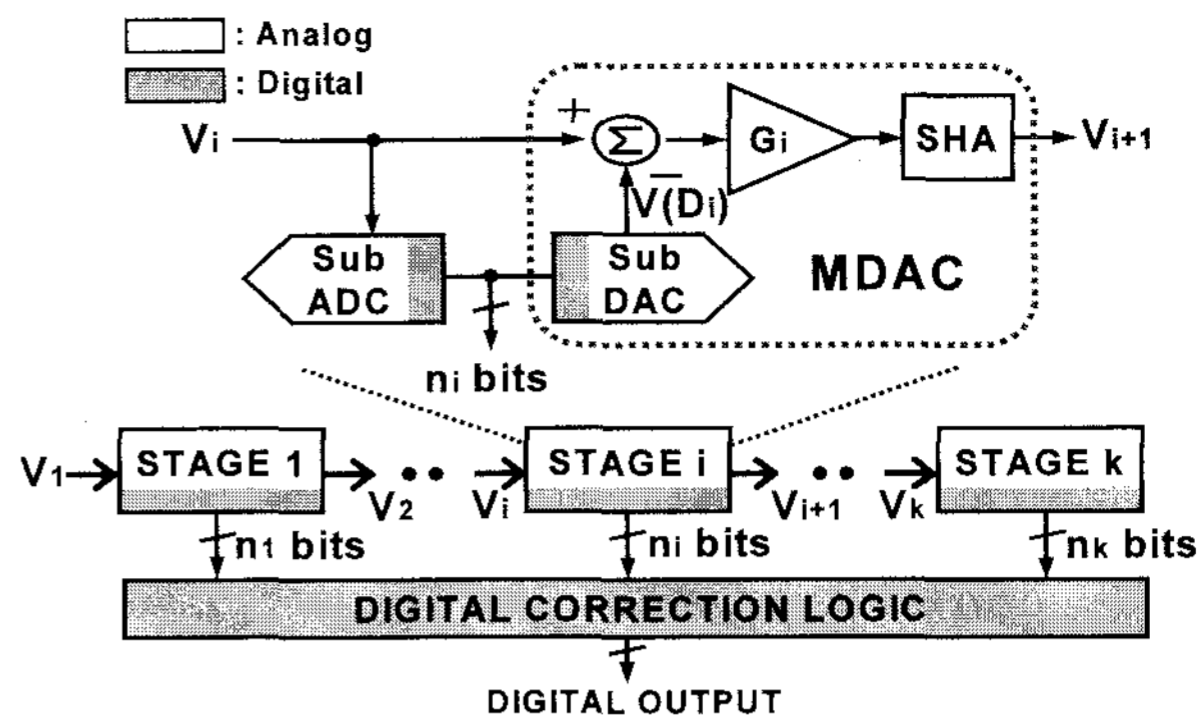 : Analog
: Digital
Vi
+
Σ
Gi
SHA
Vi+1
−
V(Di)
Sub
ADC
Sub
DAC
MDAC
ni bits
V1
STAGE 1
V2
Vi
STAGE i
Vi+1
Vk
STAGE k
n1 bits
ni bits
nk bits
DIGITAL CORRECTION LOGIC
DIGITAL OUTPUT